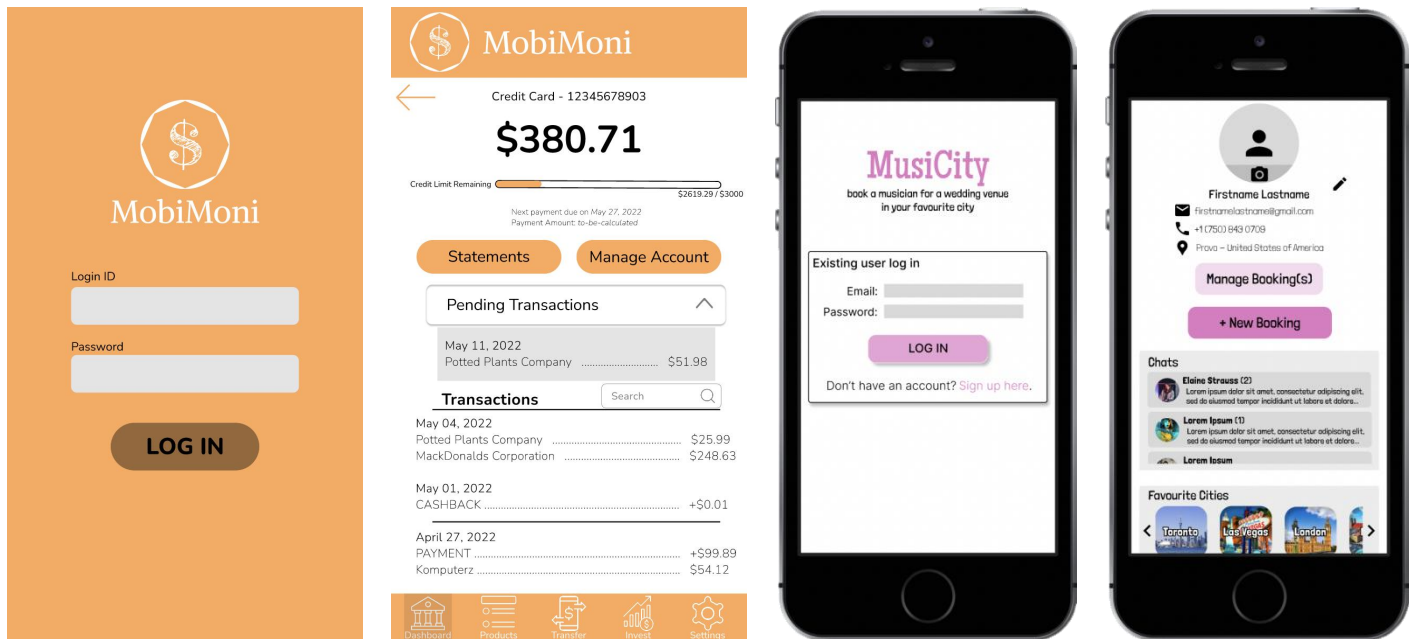 MobiMoni
Login ID
Password
LOG IN
MobiMoni
Credit Card - 12345678903
$380.71
Credit Limit Remaining
$2619.29 / $3000
Next payment due on May 27, 2022
Payment Amount: to-be-calculated
Statements Manage Account
Pending Transactions
May 11, 2022
Potted Plants Company ............................ $51.98
Transactions Search
May 04, 2022
Potted Plants Company ............................................... $25.99
MackDonalds Corporation .......................................... $248.63
May 01, 2022
CASHBACK ..................................................................... +$0.01
April 27, 2022
PAYMENT ......................................................................... +$99.89
Komputerz ......................................................................... $54.12
Dashboard Products Transfer Invest Settings
MusiCity
book a musician for a wedding venue
in your favourite city
Existing user log in
Email:
Password:
LOG IN
Don't have an account? Sign up here.
Firstname Lastname
firstnamelastname@gmail.com
+1 (750) 843 0709
Provo – United States of America
Manage Booking(s)
+ New Booking
Chats
Elaine Strauss (2)
Lorem ipsum dolor sit amet, consectetur adipiscing elit,
sed do eiusmod tempor incididunt ut labore et dolore...
Lorem Ipsum (1)
Lorem ipsum dolor sit amet, consectetur adipiscing elit,
sed do eiusmod tempor incididunt ut labore et dolore...
Lorem Ipsum
Favourite Cities
Toronto Las Vegas London